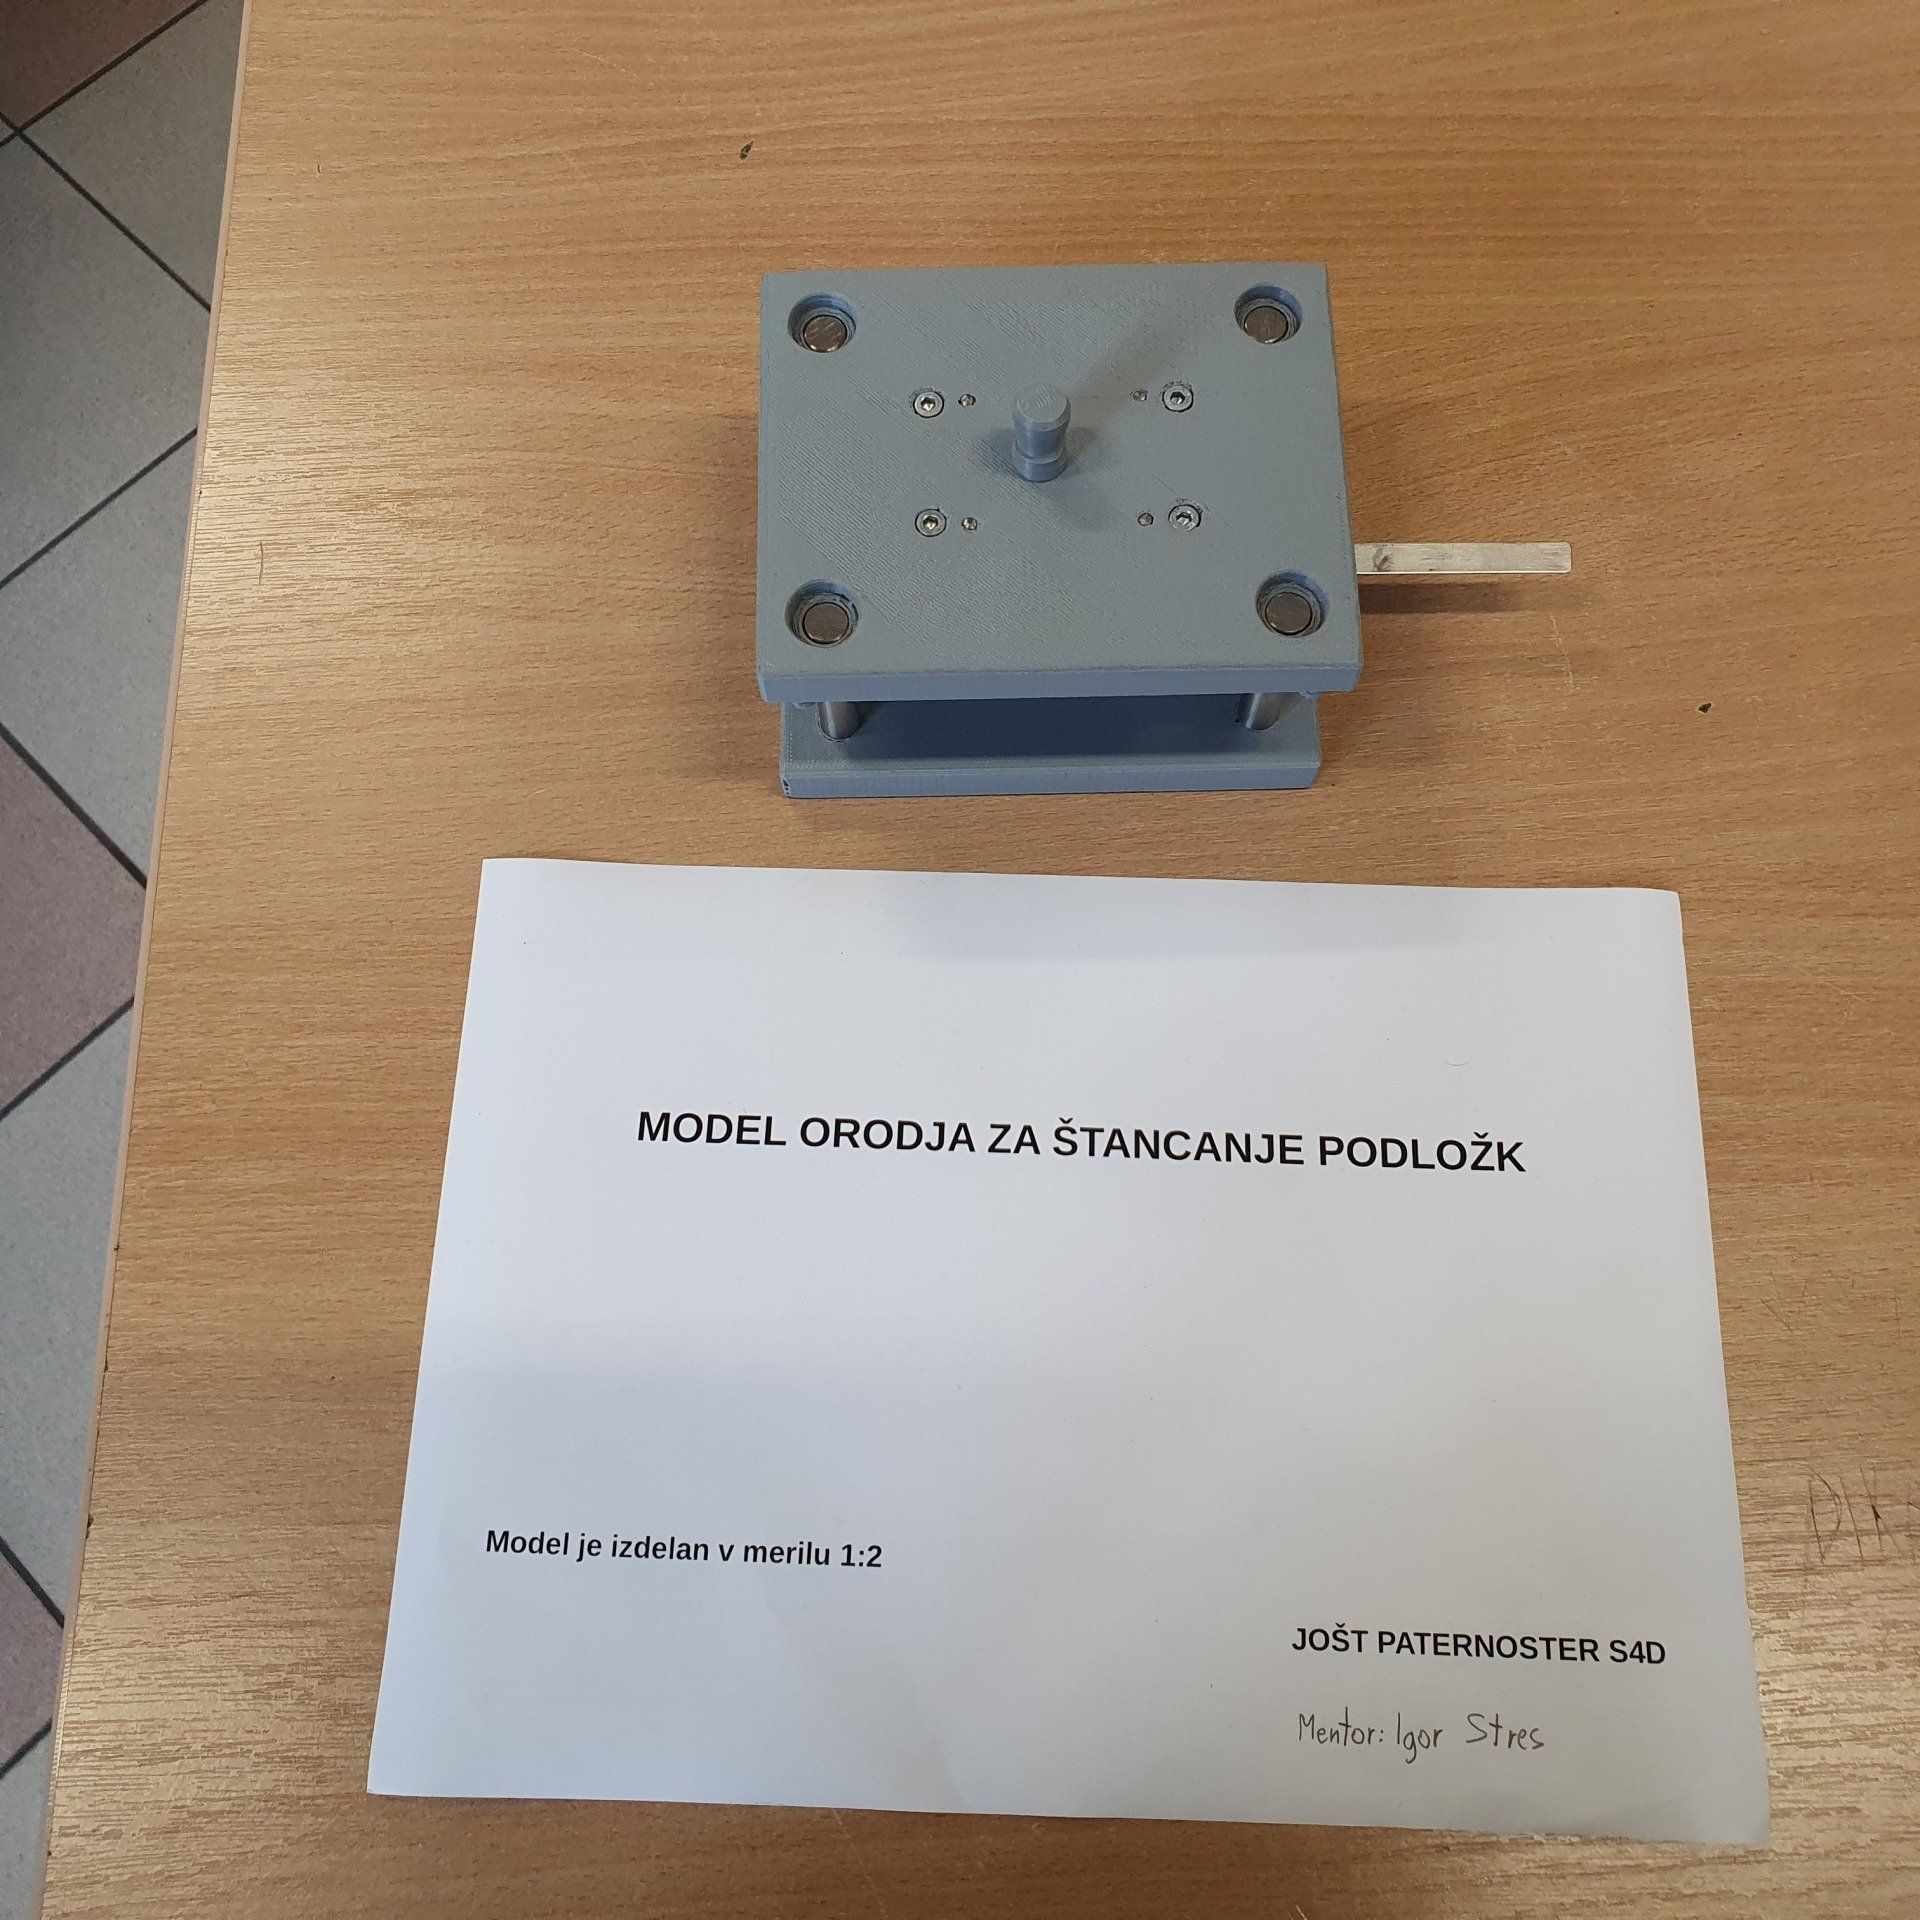 MODEL ORODJA ZA ŠTANCANJE PODLOŽK
Model je izdelan v merilu 1:2
JOŠT PATERNOSTER S4D
Mentor: Igor Stres